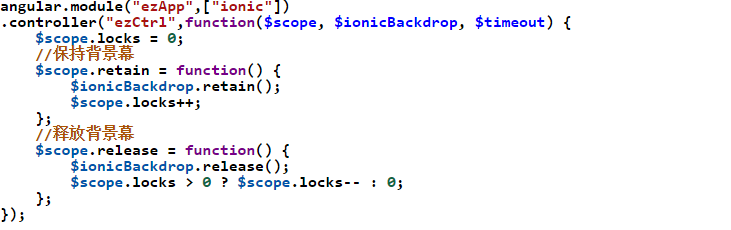 angular.module("ezApp",["ionic"])
.controller("ezCtrl",function($scope, $ionicBackdrop, $timeout) {
    $scope.locks = 0;
    //保持背景幕
    $scope.retain = function() {
        $ionicBackdrop.retain();
        $scope.locks++;
    };
    //释放背景幕
    $scope.release = function() {
        $ionicBackdrop.release();
        $scope.locks > 0 ? $scope.locks-- : 0;
    };
});